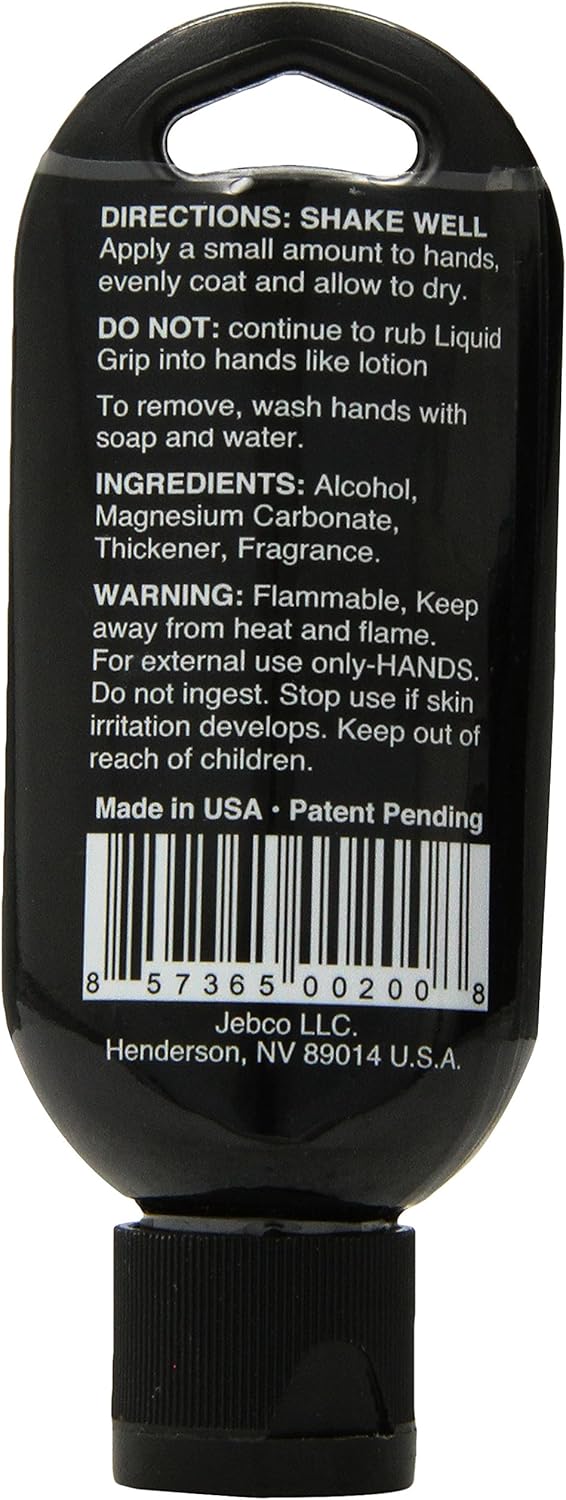 DIRECTIONS: SHAKE WELL
Apply a small amount to hands,
evenly coat and allow to dry.
DO NOT: continue to rub Liquid
Grip into hands like lotion
To remove, wash hands with
soap and water.
INGREDIENTS: Alcohol,
Magnesium Carbonate,
Thickener, Fragrance.
WARNING: Flammable, Keep
away from heat and flame.
For external use only-HANDS.
Do not ingest. Stop use if skin
irritation develops. Keep out of
reach of children.
Made in USA • Patent Pending
8 57365 00200 8
Jebco LLC.
Henderson, NV 89014 U.S.A.